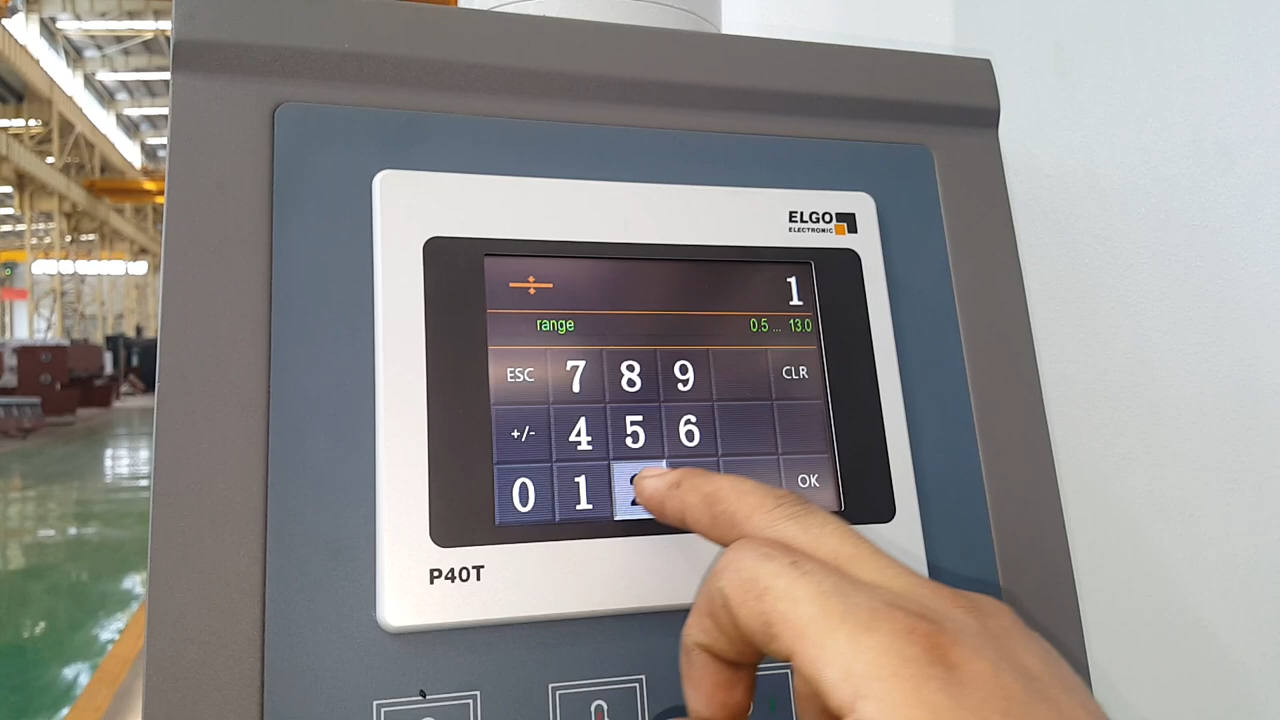 ELGO
ELECTRONIC
1
range 0.5 ... 13.0
ESC 7 8 9 CLR
+/- 4 5 6
0 1 OK
P40T